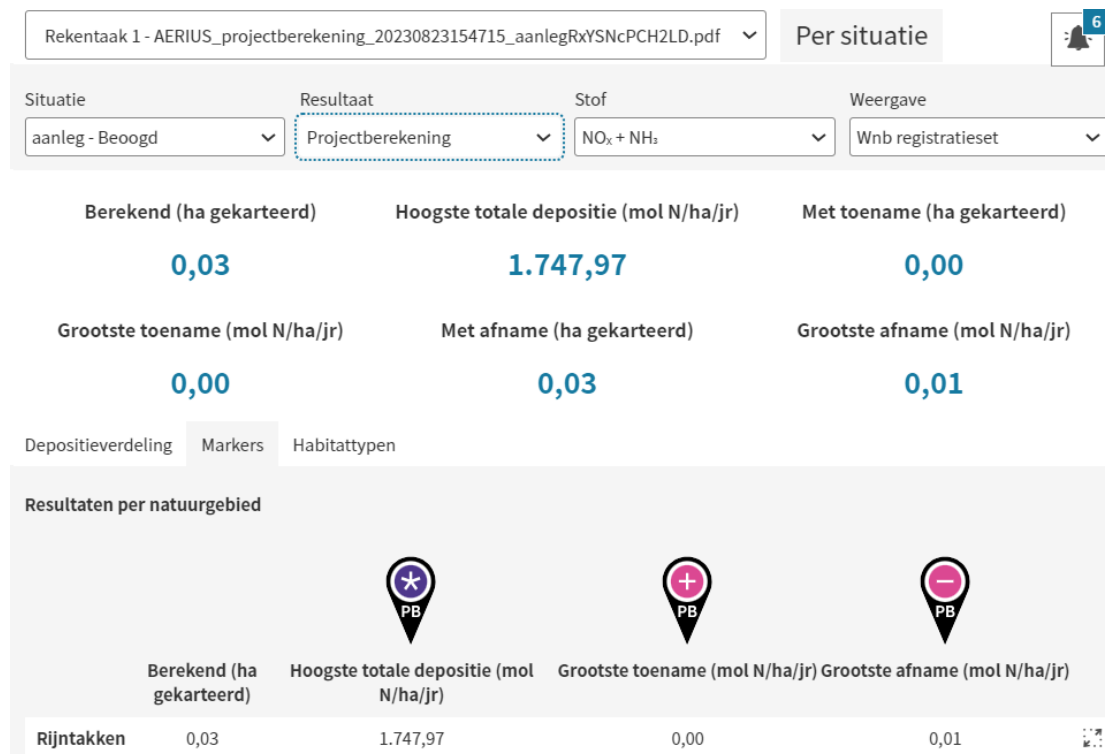 Rekentaak 1 - AERIUS_projectberekening_20230823154715_aanlegRxYSNcPCH2LD.pdf Per situatie 6
Situatie Resultaat Stof Weergave
aanleg - Beoogd Projectberekening NOₓ + NH₃ Wnb registratieset
Berekend (ha gekarteerd) Hoogste totale depositie (mol N/ha/jr) Met toename (ha gekarteerd)
0,03 1.747,97 0,00
Grootste toename (mol N/ha/jr) Met afname (ha gekarteerd) Grootste afname (mol N/ha/jr)
0,00 0,03 0,01
Depositieverdeling Markers Habitattypen
Resultaten per natuurgebied
PB PB PB
Berekend (ha Hoogste totale depositie (mol Grootste toename (mol N/ha/jr) Grootste afname (mol N/ha/jr)
gekarteerd) N/ha/jr)
Rijntakken 0,03 1.747,97 0,00 0,01